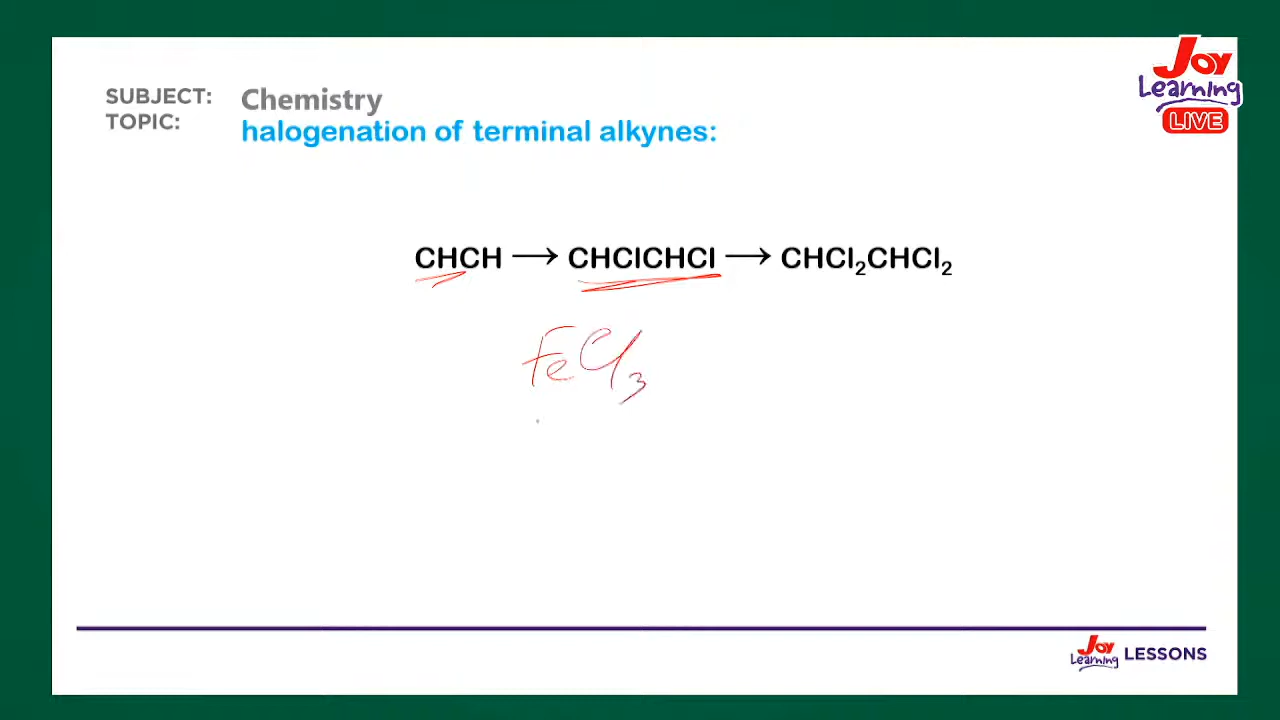 Joy
Learning
LIVE
SUBJECT: Chemistry
TOPIC: halogenation of terminal alkynes:
CHCH → CHClCHCl → CHCl₂CHCl₂
FeCl₃
Joy
Learning LESSONS